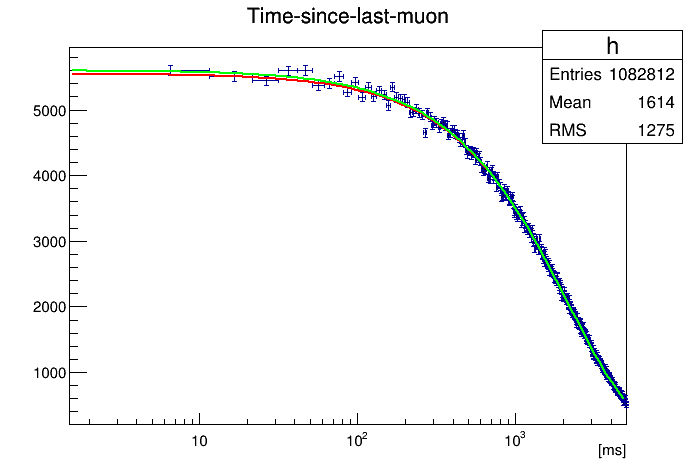 Time-since-last-muon
h
Entries 1082812
Mean 1614
RMS 1275
5000
4000
3000
2000
1000
10 10² 10³
[ms]